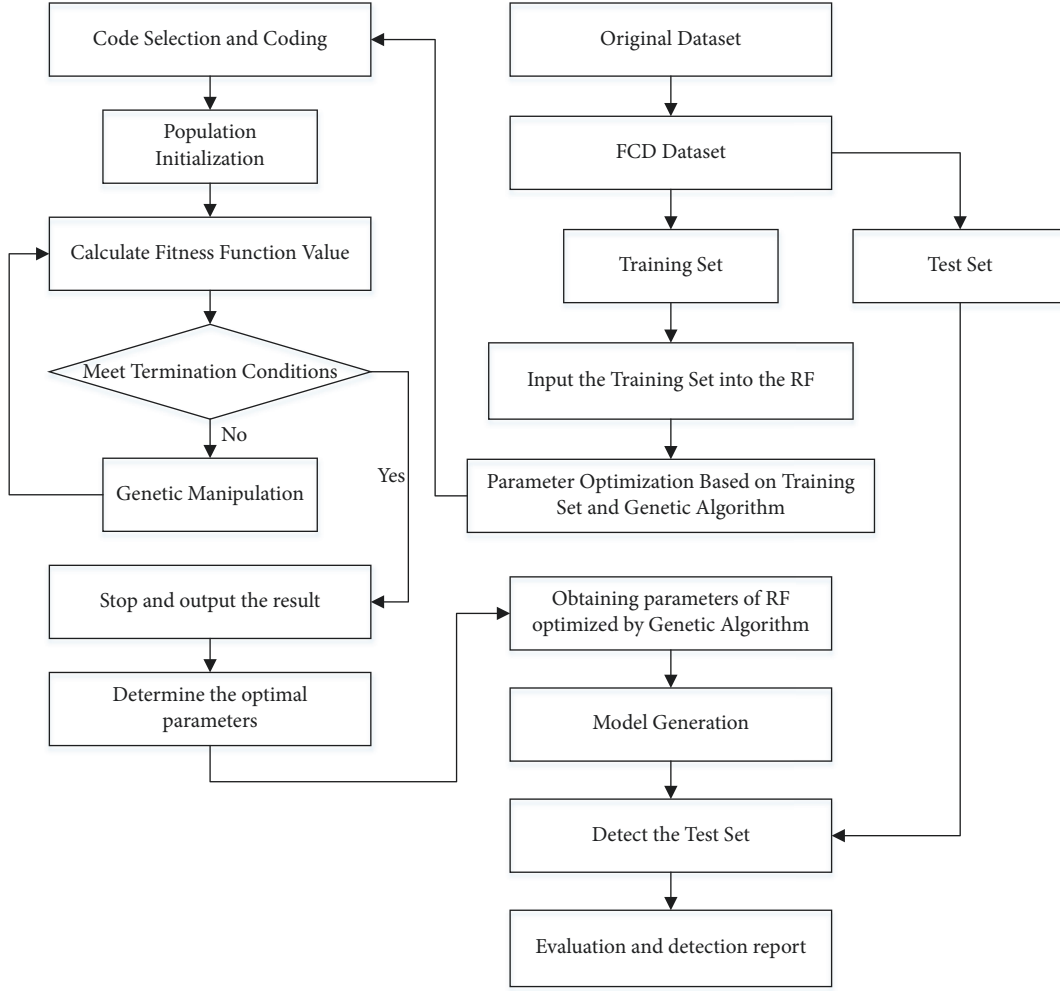 Code Selection and Coding
Population
Initialization
Calculate Fitness Function Value
Meet Termination Conditions
No
Yes
Genetic Manipulation
Stop and output the result
Determine the optimal
parameters
Original Dataset
FCD Dataset
Training Set
Test Set
Input the Training Set into the RF
Parameter Optimization Based on Training
Set and Genetic Algorithm
Obtaining parameters of RF
optimized by Genetic Algorithm
Model Generation
Detect the Test Set
Evaluation and detection report